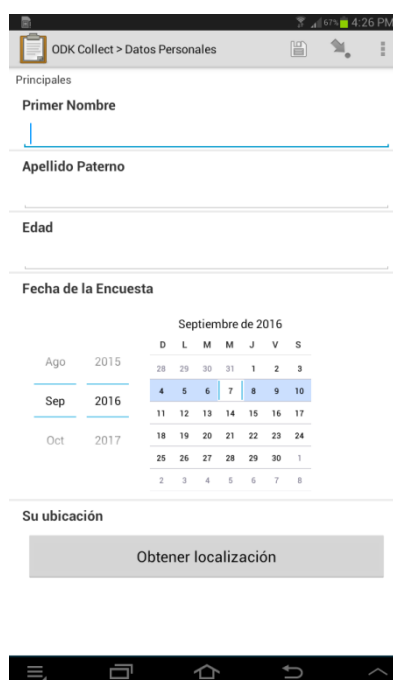 67% 4:26 PM
ODK Collect > Datos Personales
Principales
Primer Nombre
Apellido Paterno
Edad
Fecha de la Encuesta
Septiembre de 2016
D L M M J V S
Ago 2015 28 29 30 31 1 2 3
Sep 2016 4 5 6 7 8 9 10
11 12 13 14 15 16 17
Oct 2017 18 19 20 21 22 23 24
25 26 27 28 29 30 1
2 3 4 5 6 7 8
Su ubicación
Obtener localización